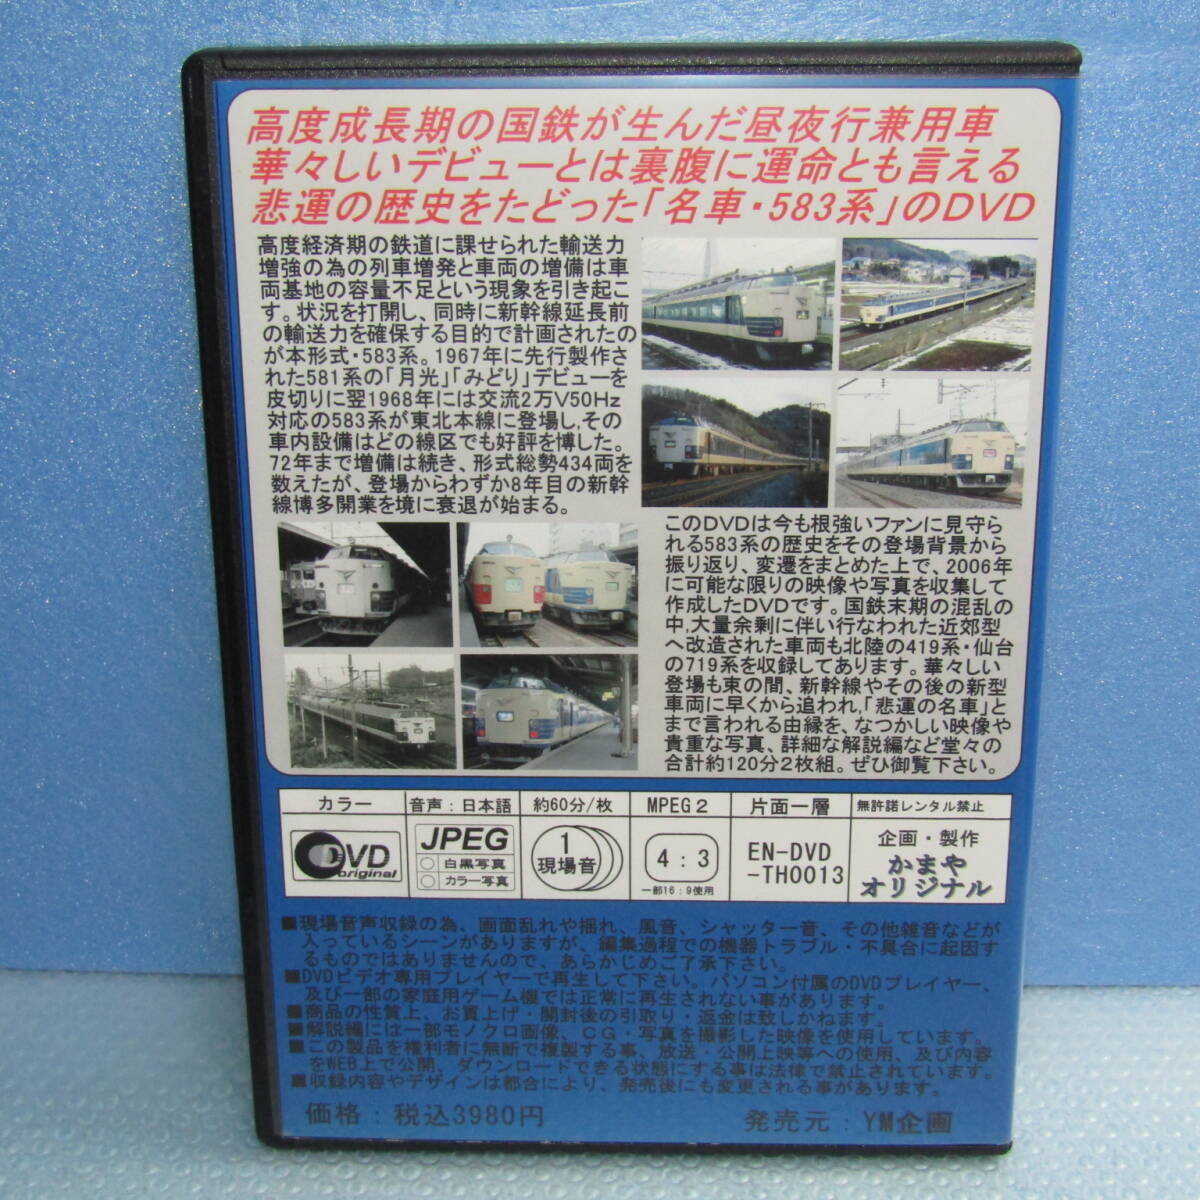 高度成長期の国鉄が生んだ昼夜行兼用車
華々しいデビューとは裏腹に運命とも言える
悲運の歴史をたどった「名車・583系」のDVD
高度経済期の鉄道に課せられた輸送力
増強の為の列車増発と車両の増備は車
両基地の容量不足という現象を引き起こ
す。状況を打開し、同時に新幹線延長前
の輸送力を確保する目的で計画されたの
が本形式・583系。1967年に先行製作さ
れた581系の「月光」「みどり」デビューを
皮切りに翌1968年には交流2万V50Hz
対応の583系が東北本線に登場し、その
車内設備はどの線区でも好評を博した。
72年まで増備は続き、形式総勢434両を
数えたが、登場からわずか8年目の新幹
線博多開業を境に衰退が始まる。
このDVDは今も根強いファンに見守ら
れる583系の歴史をその登場背景から
振り返り、変遷をまとめた上で、2006年
に可能な限りの映像や写真を収集して
作成したDVDです。国鉄末期の混乱の
中,大量余剰に伴い行なわれた近郊型
へ改造された車両も北陸の419系・仙台
の719系を収録してあります。華々しい
登場も束の間、新幹線やその後の新型
車両に早くから追われ,「悲運の名車」と
まで言われる由縁を、なつかしい映像や
貴重な写真、詳細な解説編など堂々の
合計約120分2枚組。ぜひ御覧下さい。
カラー 音声：日本語 約60分/枚 MPEG2 片面一層 無許諾レンタル禁止
DVD original
JPEG
白黒写真
カラー写真
1
現場音
4：3
一部16：9使用
EN-DVD
-TH0013
企画・製作
かまや
オリジナル
■現場音声収録の為、画面乱れや揺れ、風音、シャッター音、その他雑音などが
入っているシーンがありますが、編集過程での機器トラブル・不具合に起因す
るものではありませんので、あらかじめご了承下さい。
■DVDビデオ専用プレイヤーで再生して下さい。パソコン付属のDVDプレイヤー、
及び一部の家庭用ゲーム機では正常に再生されない事があります。
■商品の性質上、お買上げ・開封後の引取り・返金は致しかねます。
■解説編には一部モノクロ画像、CG・写真を撮影した映像を使用しています。
■この製品を権利者に無断で複製する事、放送・公開上映等への使用、及び内容
をWEB上で公開、ダウンロードできる状態にする事は法律で禁止されています。
■収録内容やデザインは都合により、発売後にも変更される事があります。
価格：税込3980円 発売元：YM企画